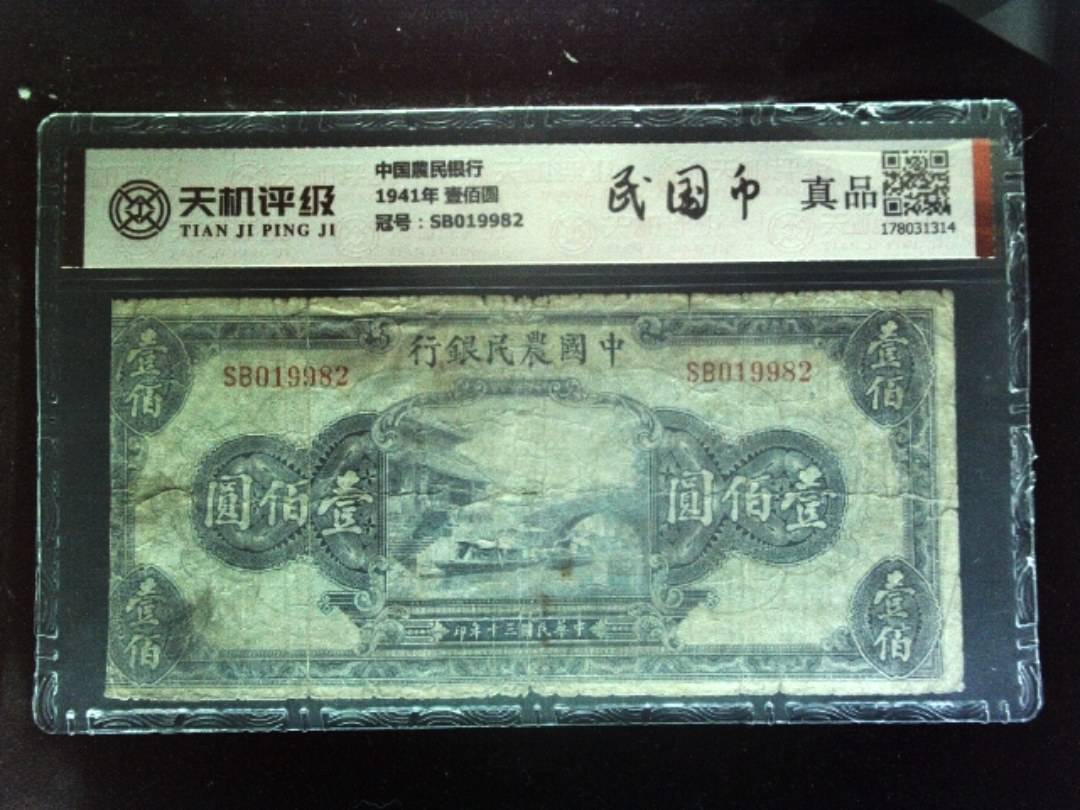 天机评级
TIAN JI PING JI
中国農民银行
1941年 壹佰圆
冠号：SB019982
民国币
真品
178031314
行銀民農國中
壹佰
SB019982
SB019982
壹佰
圓佰壹
圓佰壹
壹佰
印年十三國民華中
壹佰